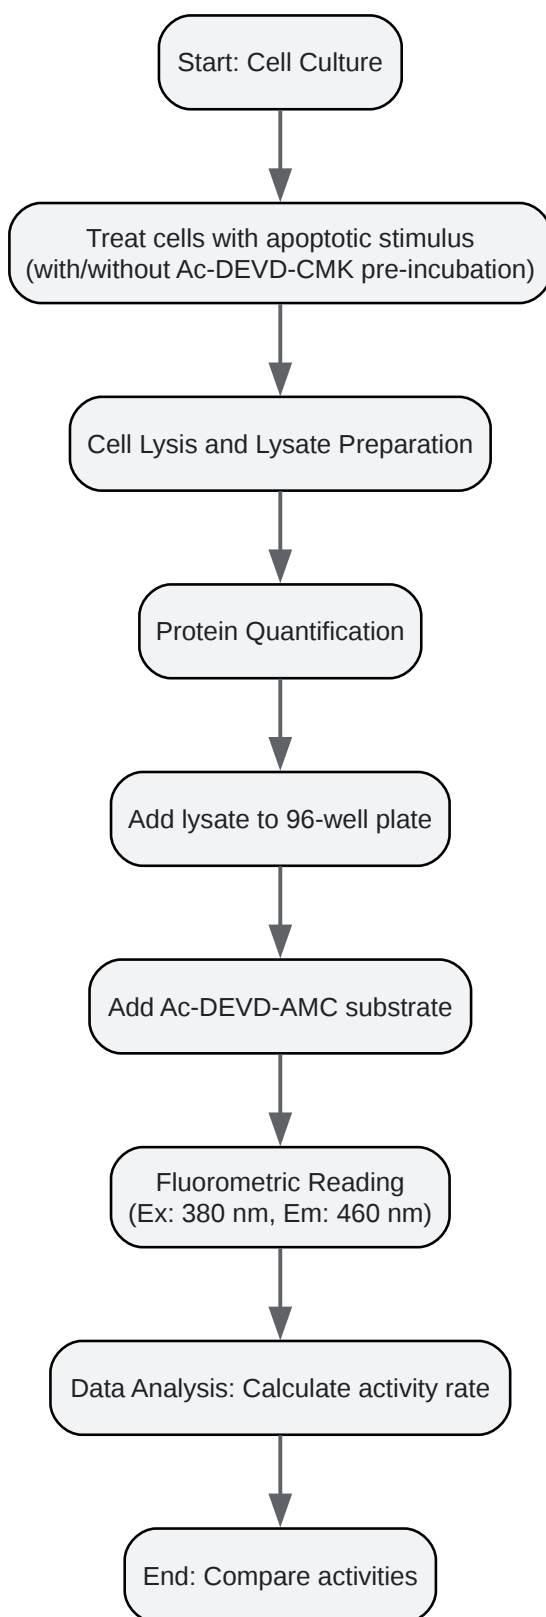 Start: Cell Culture
Treat cells with apoptotic stimulus
(with/without Ac-DEVD-CMK pre-incubation)
Cell Lysis and Lysate Preparation
Protein Quantification
Add lysate to 96-well plate
Add Ac-DEVD-AMC substrate
Fluorometric Reading
(Ex: 380 nm, Em: 460 nm)
Data Analysis: Calculate activity rate
End: Compare activities